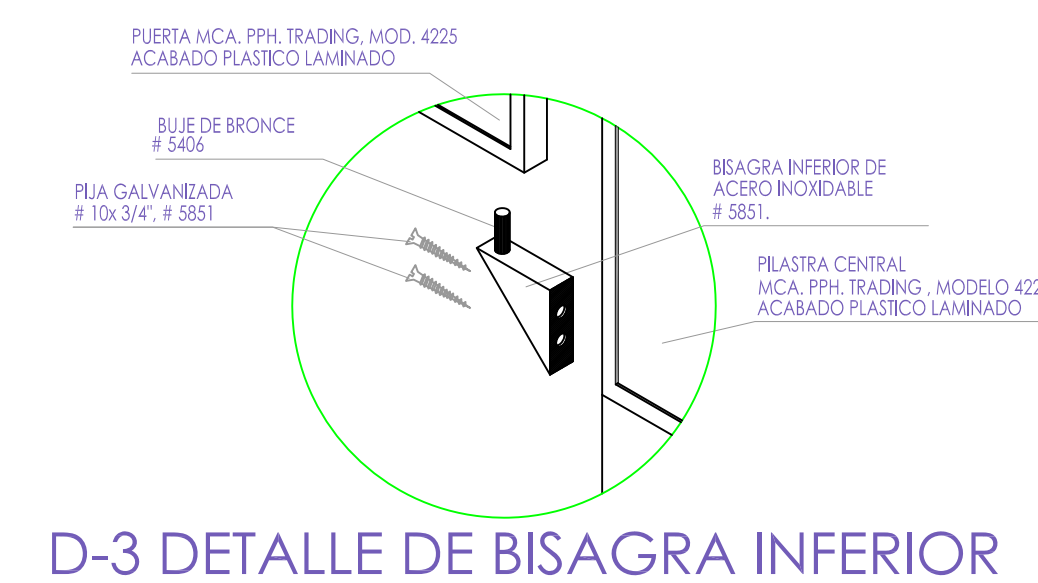 PUERTA MCA. PPH. TRADING, MOD. 4225
ACABADO PLASTICO LAMINADO
BUJE DE BRONCE
# 5406
PIJA GALVANIZADA
# 10x 3/4", # 5851
BISAGRA INFERIOR DE
ACERO INOXIDABLE
# 5851.
PILASTRA CENTRAL
MCA. PPH. TRADING , MODELO 422
ACABADO PLASTICO LAMINADO
D-3 DETALLE DE BISAGRA INFERIOR